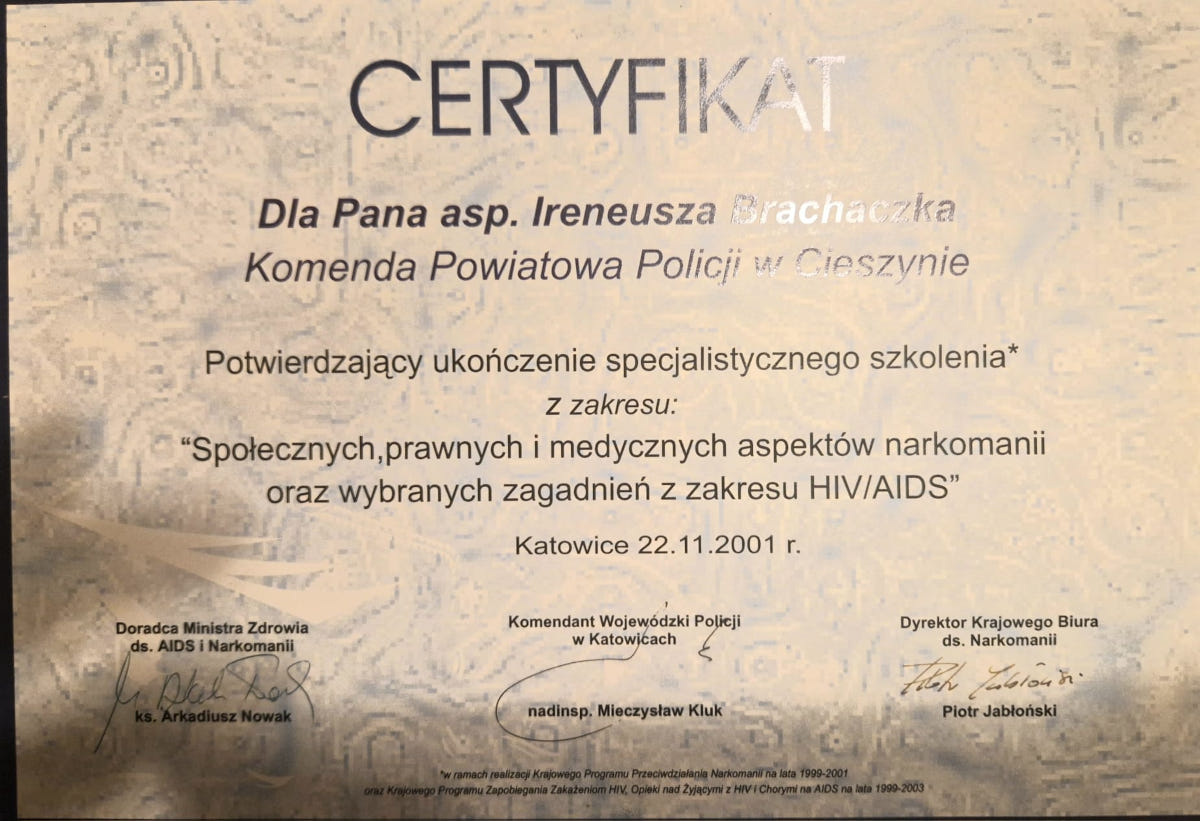 CERTYFIKAT
Dla Pana asp. Ireneusza Brachaczka
Komenda Powiatowa Policji w Cieszynie
Potwierdzający ukończenie specjalistycznego szkolenia*
z zakresu:
“Społecznych,prawnych i medycznych aspektów narkomanii
oraz wybranych zagadnień z zakresu HIV/AIDS”
Katowice 22.11.2001 r.
Doradca Ministra Zdrowia
ds. AIDS i Narkomanii
ks. Arkadiusz Nowak
Komendant Wojewódzki Policji
w Katowicach
nadinsp. Mieczysław Kluk
Dyrektor Krajowego Biura
ds. Narkomanii
Piotr Jabłoński
Piotr Jabłoński
*w ramach realizacji Krajowego Programu Przeciwdziałania Narkomanii na lata 1999-2001
oraz Krajowego Programu Zapobiegania Zakażeniom HIV, Opieki nad Żyjącymi z HIV i Chorymi na AIDS na lata 1999-2003